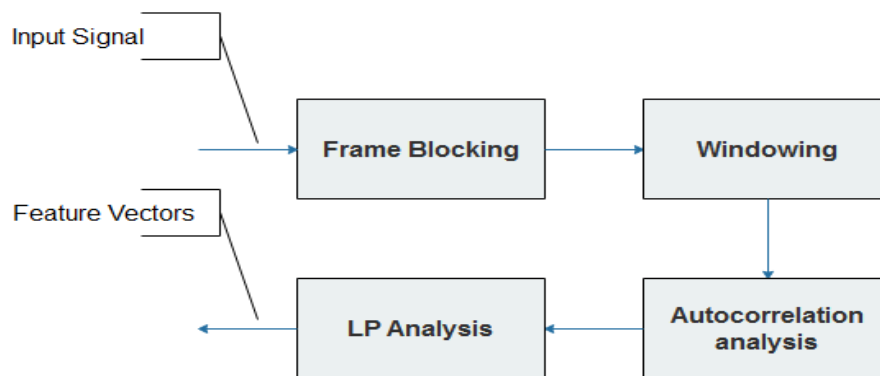 Input Signal
Frame Blocking
Windowing
Feature Vectors
LP Analysis
Autocorrelation
analysis